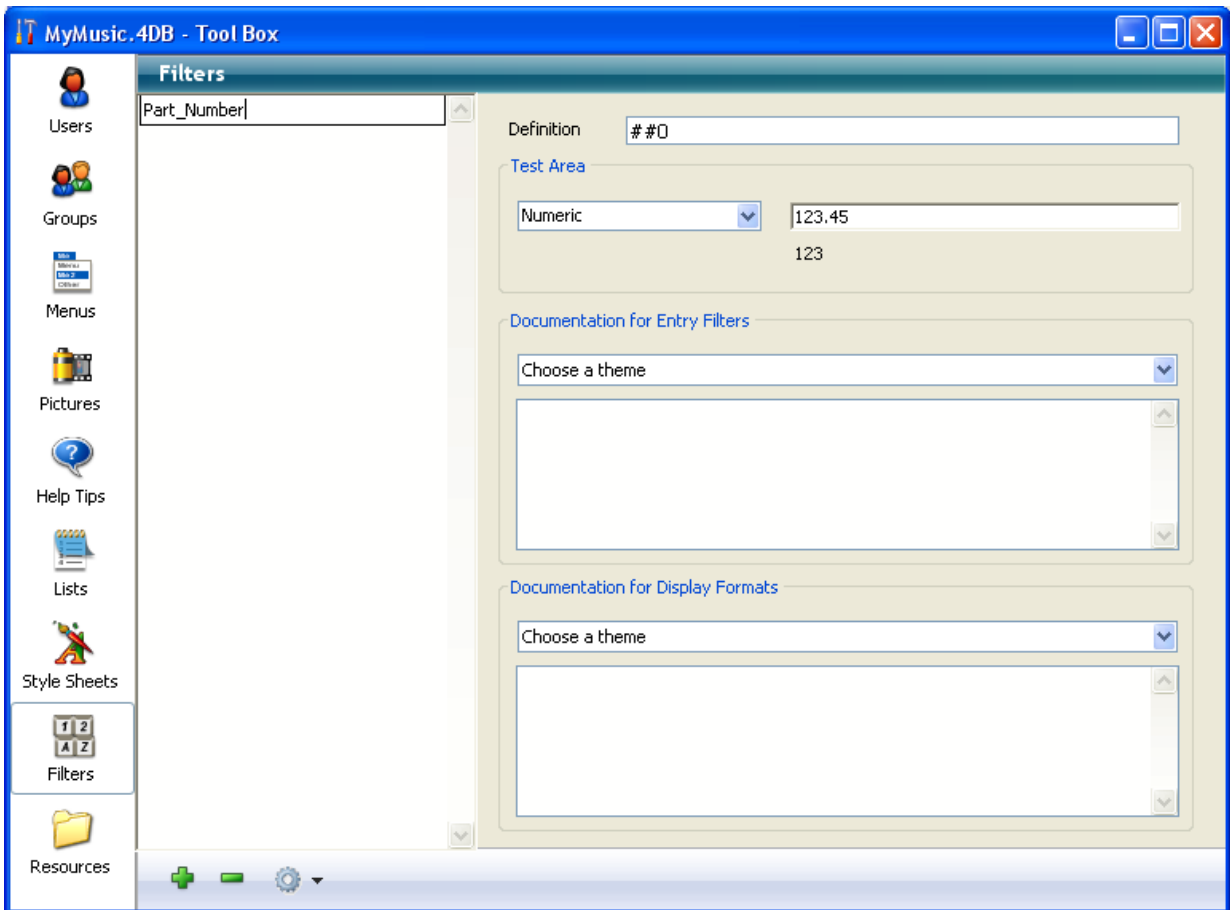 MyMusic.4DB - Tool Box
Users
Groups
Menus
Pictures
Help Tips
Lists
Style Sheets
Filters
Resources
Filters
Part_Number
Definition ##0
Test Area
Numeric 123.45
123
Documentation for Entry Filters
Choose a theme
Documentation for Display Formats
Choose a theme